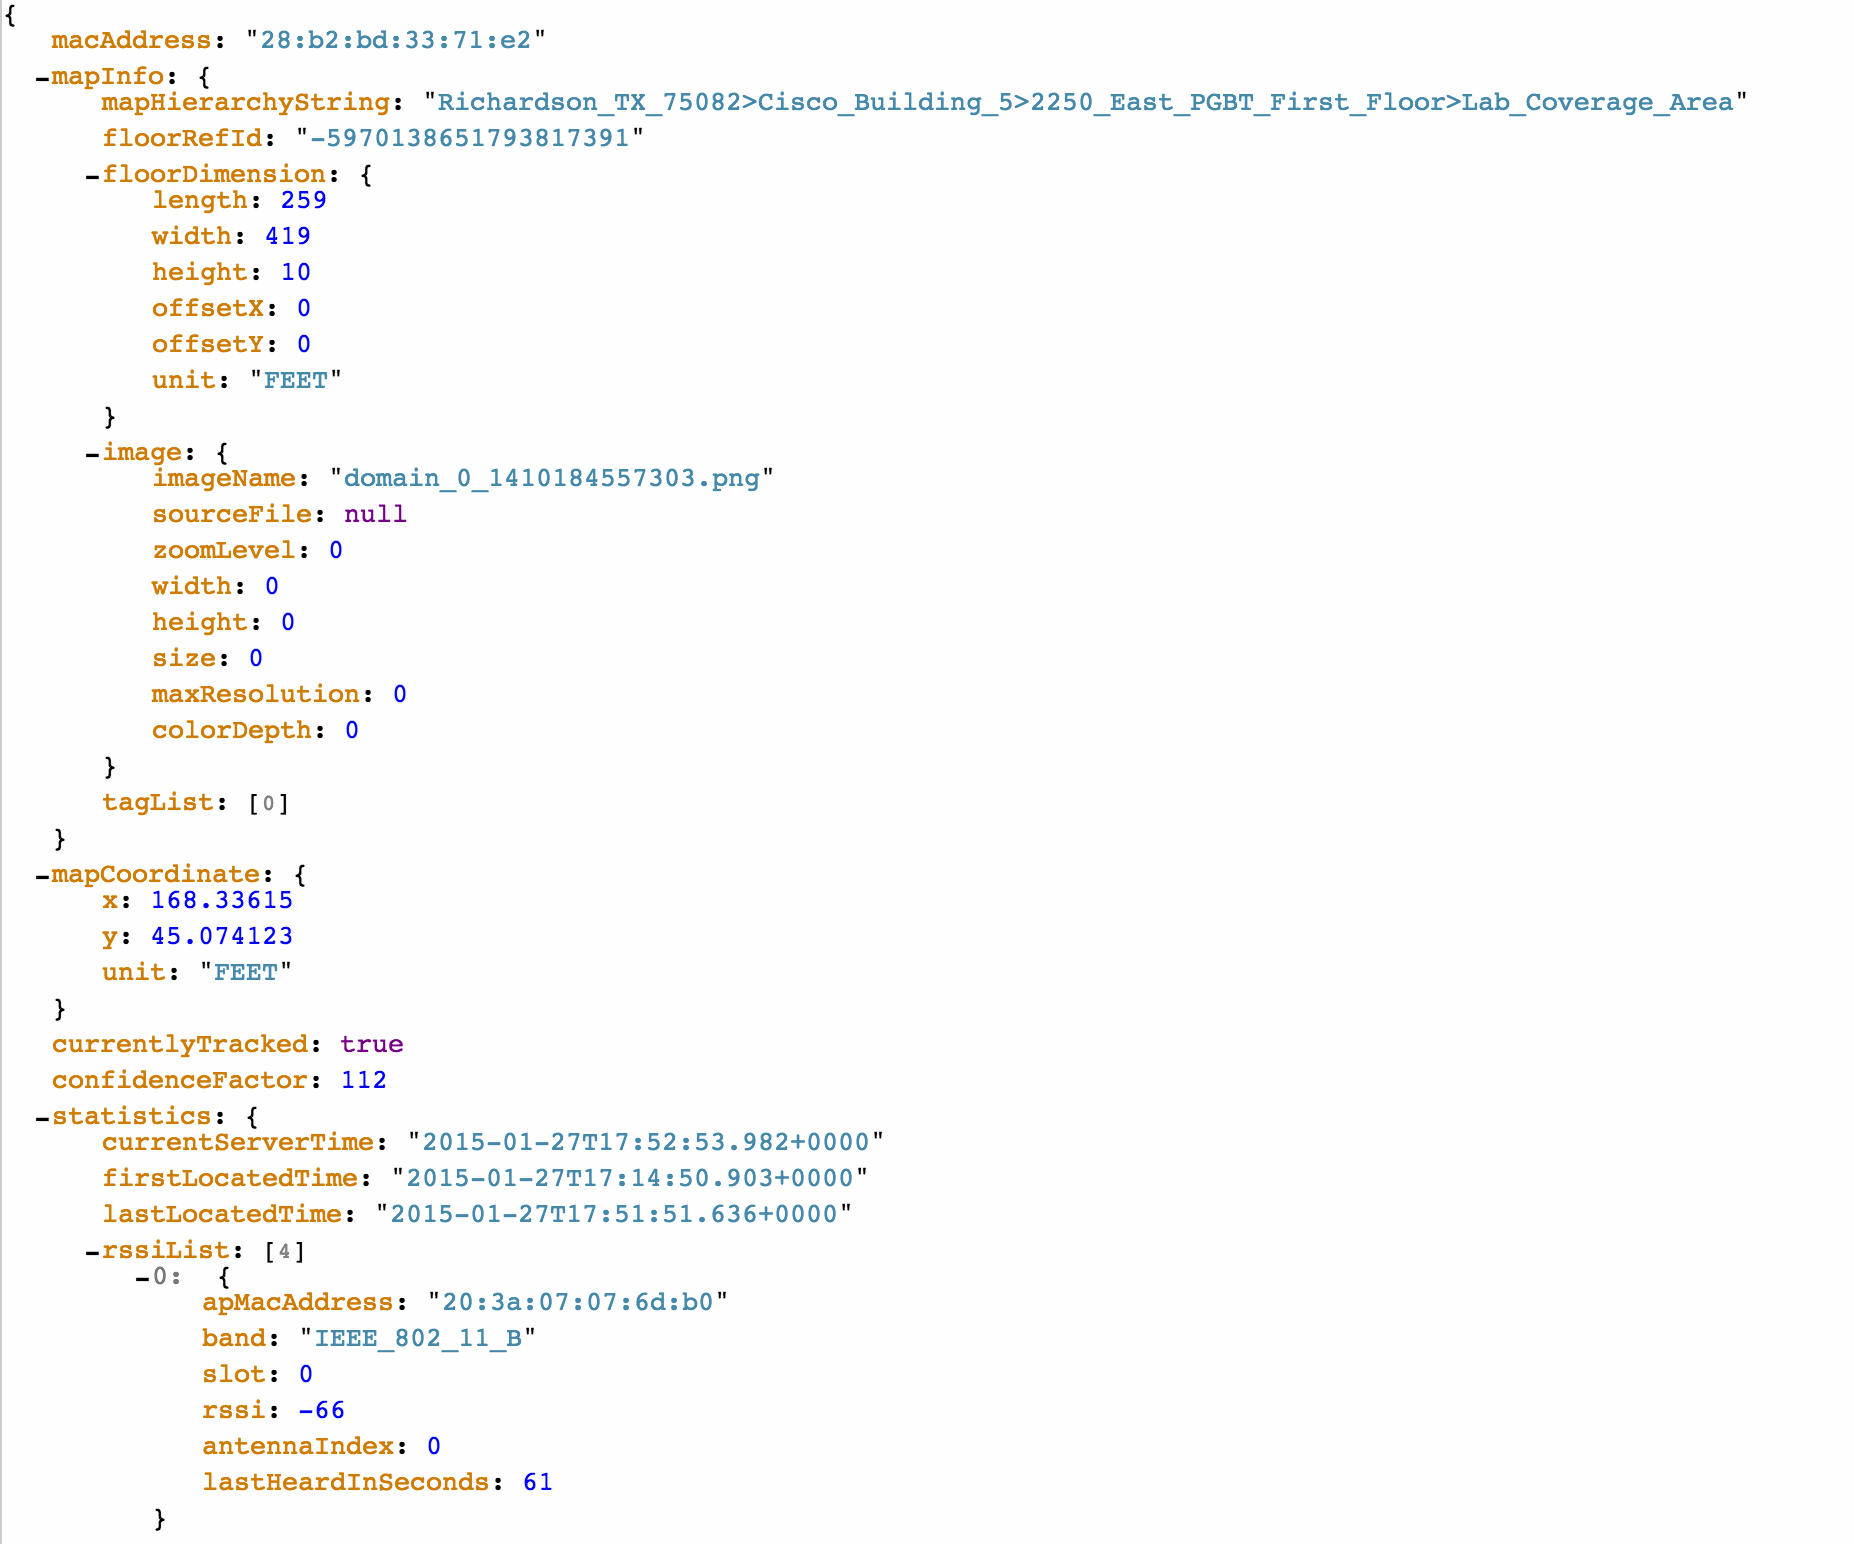 {
macAddress: "28:b2:bd:33:71:e2"
–mapInfo: {
mapHierarchyString: "Richardson_TX_75082>Cisco_Building_5>2250_East_PGBT_First_Floor>Lab_Coverage_Area"
floorRefId: "-5970138651793817391"
–floorDimension: {
length: 259
width: 419
height: 10
offsetX: 0
offsetY: 0
unit: "FEET"
}
–image: {
imageName: "domain_0_1410184557303.png"
sourceFile: null
zoomLevel: 0
width: 0
height: 0
size: 0
maxResolution: 0
colorDepth: 0
}
tagList: [0]
}
–mapCoordinate: {
x: 168.33615
y: 45.074123
unit: "FEET"
}
currentlyTracked: true
confidenceFactor: 112
–statistics: {
currentServerTime: "2015-01-27T17:52:53.982+0000"
firstLocatedTime: "2015-01-27T17:14:50.903+0000"
lastLocatedTime: "2015-01-27T17:51:51.636+0000"
–rssiList: [4]
–0: {
apMacAddress: "20:3a:07:07:6d:b0"
band: "IEEE_802_11_B"
slot: 0
rssi: -66
antennaIndex: 0
lastHeardInSeconds: 61
}